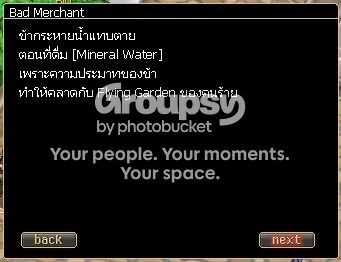 Bad Merchant
ข้ากระหายน้ำแทบตาย
ตอนที่ดื่ม [Mineral Water]
เพราะความประมาทของข้า
ทำให้คลาดกับ Flying Garden ของคนร้าย
Groupsy
by photobucket
Your people. Your moments.
Your space.
back
next